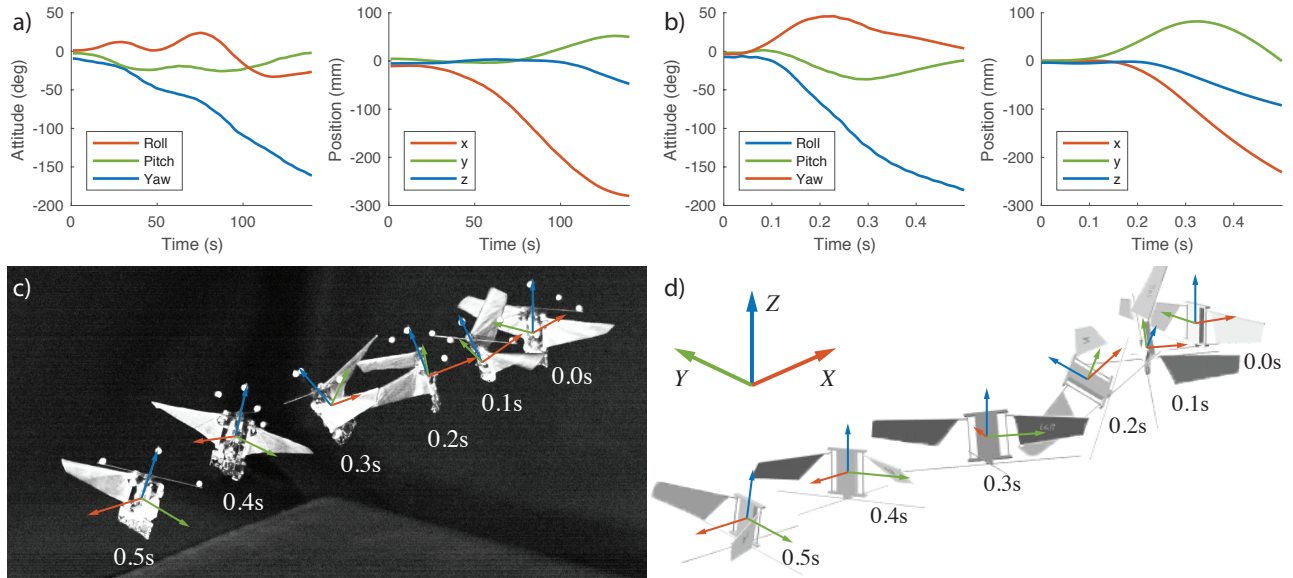 a)
100
50
0
-50
-100
-150
-200
Attitude (deg)
Roll
Pitch
Yaw
0 50 100
Time (s)
100
0
-100
-200
-300
Position (mm)
x
y
z
0 50 100
Time (s)
b)
100
50
0
-50
-100
-150
-200
Attitude (deg)
Roll
Pitch
Yaw
0 0.1 0.2 0.3 0.4
Time (s)
100
0
-100
-200
-300
Position (mm)
x
y
z
0 0.1 0.2 0.3 0.4
Time (s)
c)
0.0s
0.1s
0.2s
0.3s
0.4s
0.5s
d)
Z
Y
X
0.0s
0.1s
0.2s
0.3s
0.4s
0.5s